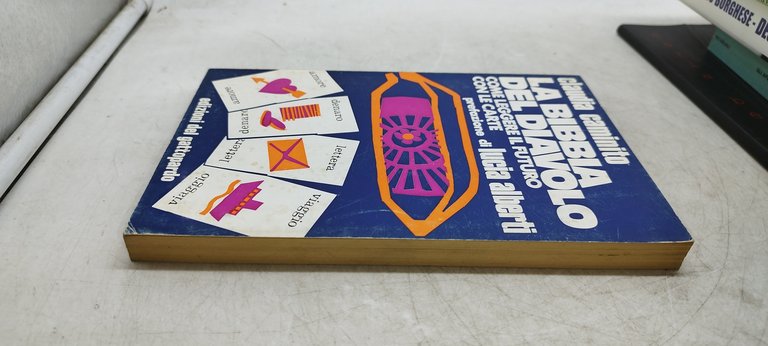 caminito
LA BIBBIA
DEL DIAVOLO
COME LEGGERE IL FUTURO
CON LE CARTE
prefazione di lucia alberti
amore
amore
denaro
denaro
lettera
lettera
viaggio
viaggio
edizioni del gattopardo
BORGHESE -